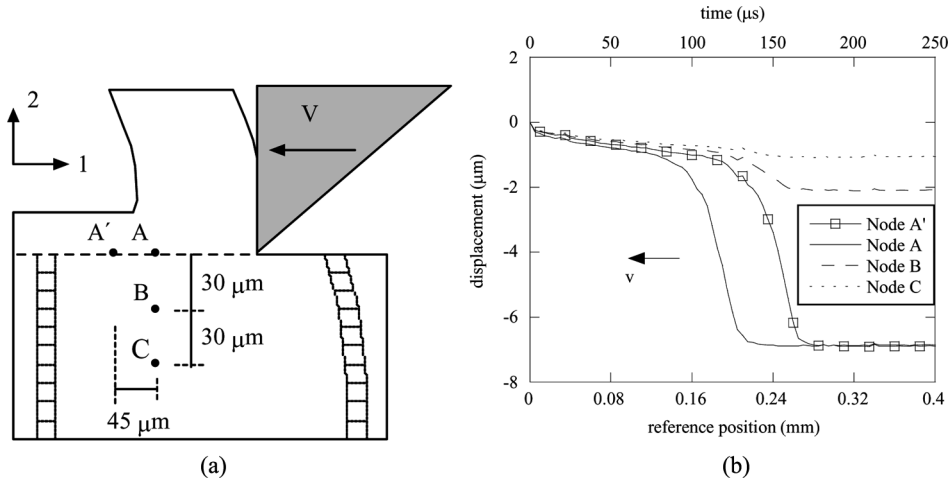 2
1
V
A´ A
B
C
30 µm
30 µm
45 µm
(a)
time (µs)
0 50 100 150 200 250
2
0
-2
-4
-6
-8
displacement (µm)
v
Node A'
Node A
Node B
Node C
0 0.08 0.16 0.24 0.32 0.4
reference position (mm)
(b)